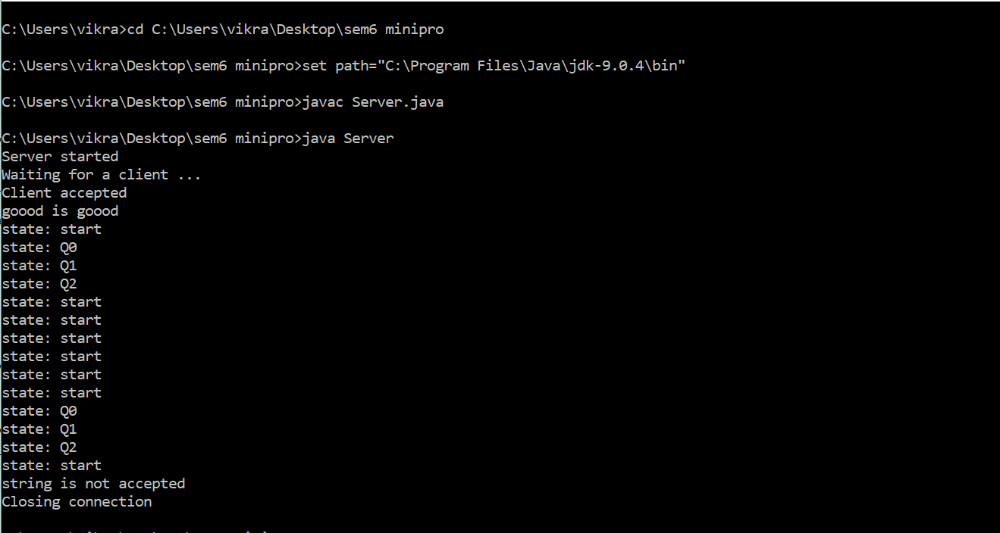 C:\Users\vikra>cd C:\Users\vikra\Desktop\sem6 minipro
C:\Users\vikra\Desktop\sem6 minipro>set path="C:\Program Files\Java\jdk-9.0.4\bin"
C:\Users\vikra\Desktop\sem6 minipro>javac Server.java
C:\Users\vikra\Desktop\sem6 minipro>java Server
Server started
Waiting for a client ...
Client accepted
goood is goood
state: start
state: Q0
state: Q1
state: Q2
state: start
state: start
state: start
state: start
state: start
state: start
state: Q0
state: Q1
state: Q2
state: start
string is not accepted
Closing connection